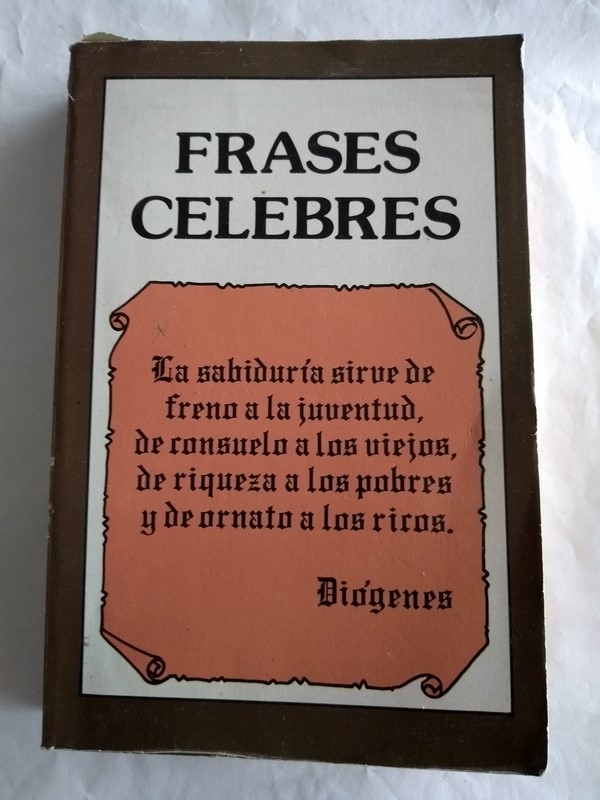 FRASES
CELEBRES
La sabiduría sirve de
freno a la juventud,
de consuelo a los viejos,
de riqueza a los pobres
y de ornato a los ricos.
Diógenes